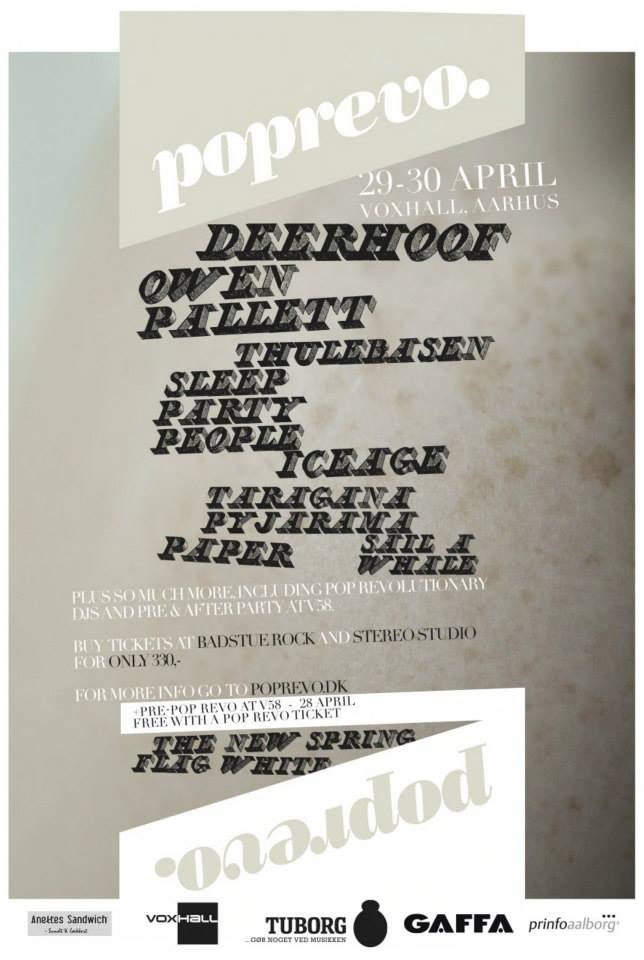 poprevo.
29-30 APRIL
VOXHALL, AARHUS
DEERHOOF
OWEN
PALLETT
THULEBASEN
SLEEP
PARTY
PEOPLE
ICEAGE
TARAGANA
PYJARAMA
PAPER
SAIL A
WHALE
PLUS SO MUCH MORE, INCLUDING POP REVOLUTIONARY
DJS AND PRE & AFTER PARTY AT V58.
BUY TICKETS AT BADSTUE ROCK AND STEREO STUDIO
FOR ONLY 330,-
FOR MORE INFO GO TO POPREVO.DK
+PRE-POP REVO AT V58 - 28 APRIL
FREE WITH A POP REVO TICKET
THE NEW SPRING
FLAG WHITE
poprevo.
Anettes Sandwich
- Sundt & Lækkert
VOXHALL
TUBORG
...GØR NOGET VED MUSIKKEN
GAFFA
prinfoaalborg